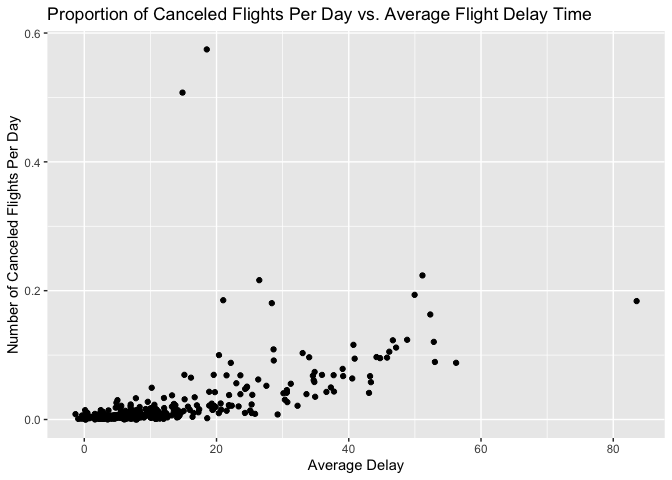 Proportion of Canceled Flights Per Day vs. Average Flight Delay Time
0.6
0.4
0.2
0.0
Number of Canceled Flights Per Day
0 20 40 60 80
Average Delay